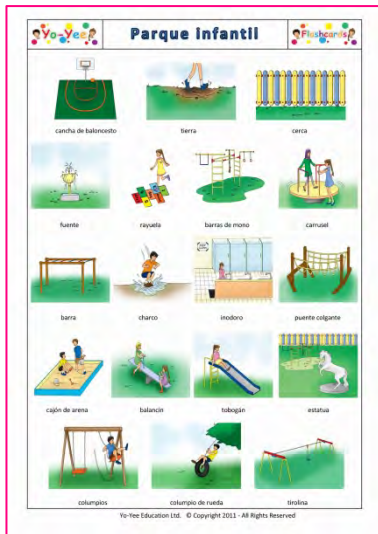 Yo-Yee
Parque infantil
Flashcards
cancha de baloncesto
tierra
cerca
fuente
rayuela
barras de mono
carrusel
barra
charco
inodoro
puente colgante
cajón de arena
balancín
tobogán
estatua
columpios
columpio de rueda
tirolina
Yo-Yee Education Ltd. © Copyright 2011 - All Rights Reserved